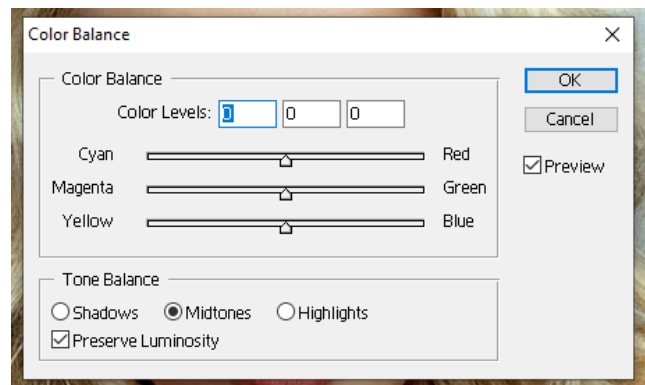 Color Balance
Color Balance
Color Levels: 0 0 0
Cyan Red
Magenta Green
Yellow Blue
Tone Balance
Shadows Midtones Highlights
Preserve Luminosity
OK
Cancel
Preview